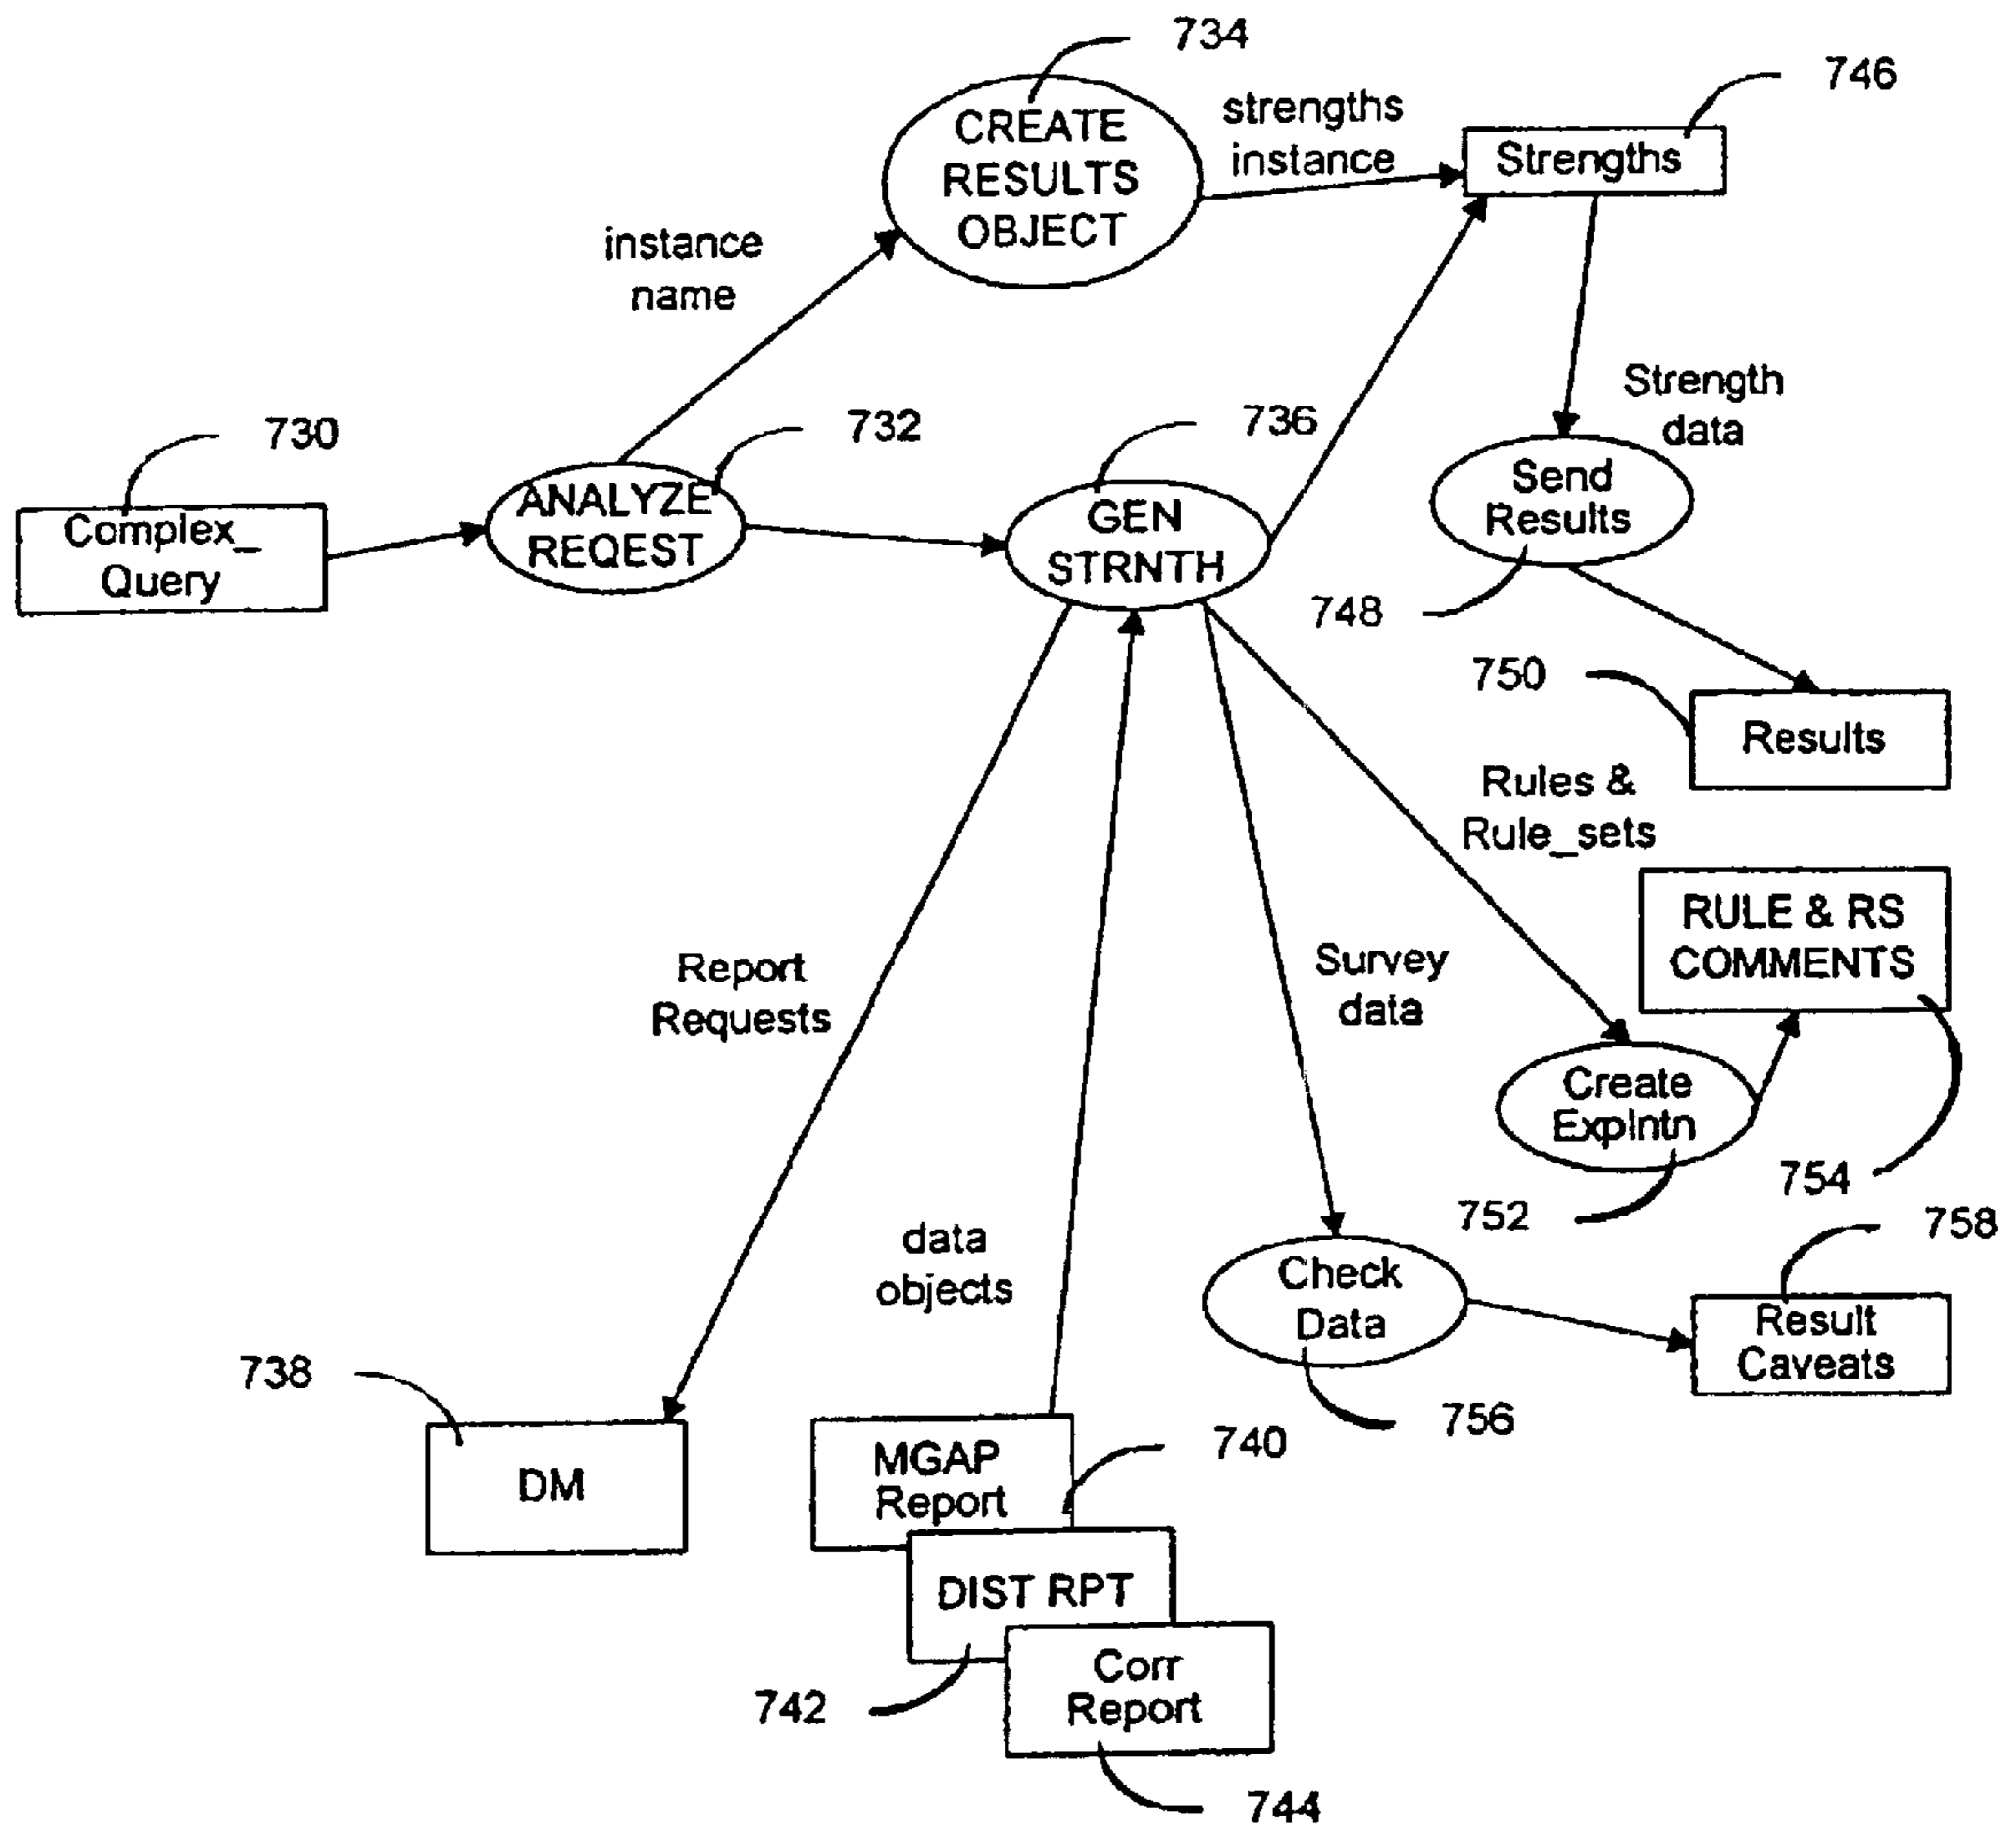 734
746
CREATE
RESULTS
OBJECT
strengths
instance
Strengths
instance
name
Strength
data
730
732
736
Complex_
Query
ANALYZE
REQEST
GEN
STRNTH
Send
Results
748
750
Results
Rules &
Rule_sets
RULE & RS
COMMENTS
Report
Requests
Survey
data
Create
Explntn
754
752
758
data
objects
Check
Data
Result
Caveats
738
756
740
DM
MGAP
Report
DIST RPT
742
Corr
Report
744